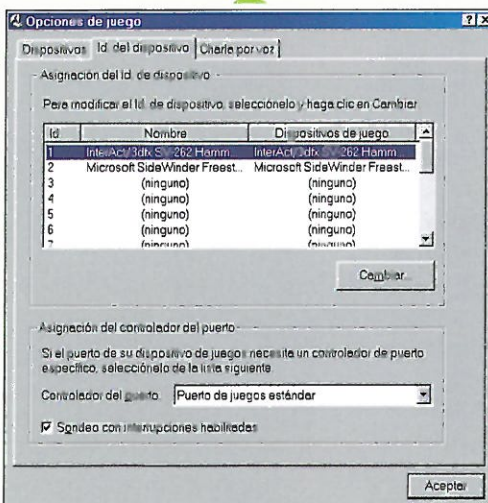 Opciones de juego
Dispositivos Id. del dispositivo Charla por voz
Asignación del Id. de dispositivo
Para modificar el Id. de dispositivo, selecciónelo y haga clic en Cambiar
Id Nombre Dispositivos de juego
1 InterAct/3dfx SV-262 Hamm... InterAct/3dfx SV-262 Hamm...
2 Microsoft SideWinder Freest... Microsoft SideWinder Freest...
3 (ninguno) (ninguno)
4 (ninguno) (ninguno)
5 (ninguno) (ninguno)
6 (ninguno) (ninguno)
7 (ninguno) (ninguno)
Cambiar...
Asignación del controlador del puerto
Si el puerto de su dispositivo de juegos necesita un controlador de puerto
específico, selecciónelo de la lista siguiente.
Controlador del puerto: Puerto de juegos estándar
Sondeo con interrupciones habilitadas
Aceptar